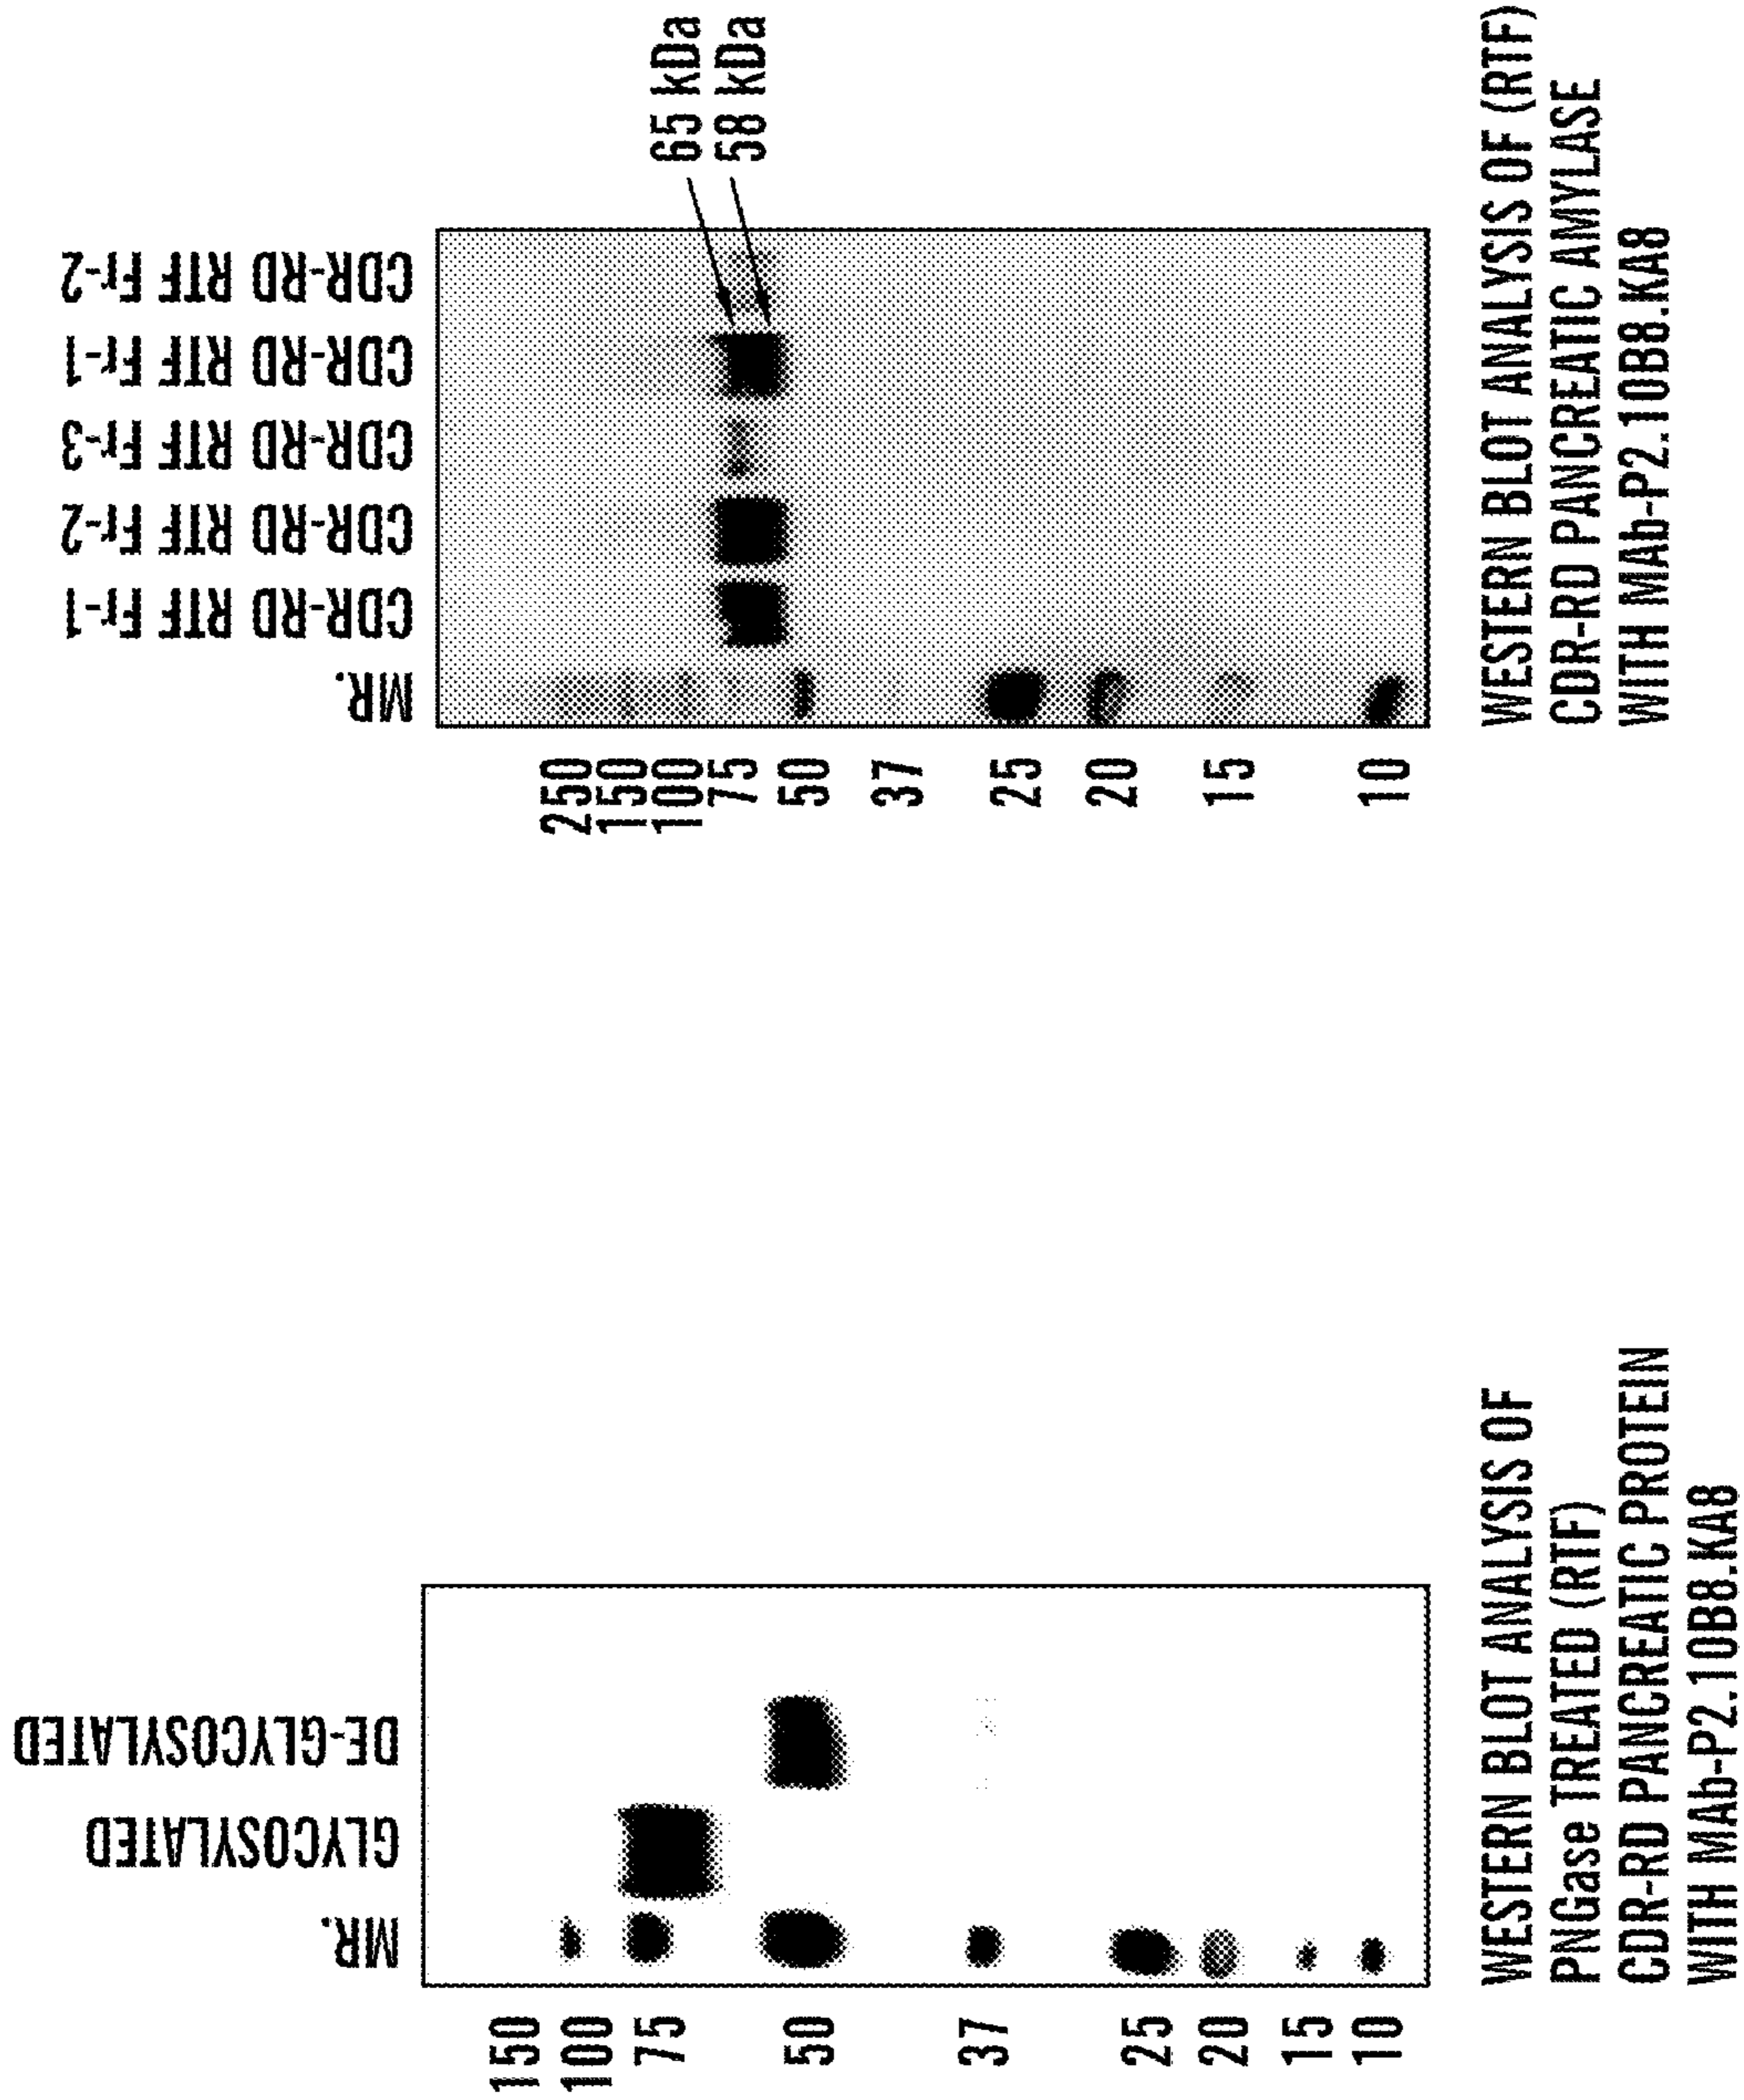 MR.
GLYCOSYLATED
DE-GLYCOSYLATED
150
100
75
50
37
25
20
15
10
WESTERN BLOT ANALYSIS OF
PNGase TREATED (RTF)
CDR-RD PANCREATIC PROTEIN
WITH MAb-P2.10B8.KA8
MR.
CDR-RD RTF Fr-1
CDR-RD RTF Fr-2
CDR-RD RTF Fr-3
CDR-RD RTF Fr-1
CDR-RD RTF Fr-2
250
150
100
75
50
37
25
20
15
10
65 kDa
58 kDa
WESTERN BLOT ANALYSIS OF (RTF)
CDR-RD PANCREATIC AMYLASE
WITH MAb-P2.10B8.KA8